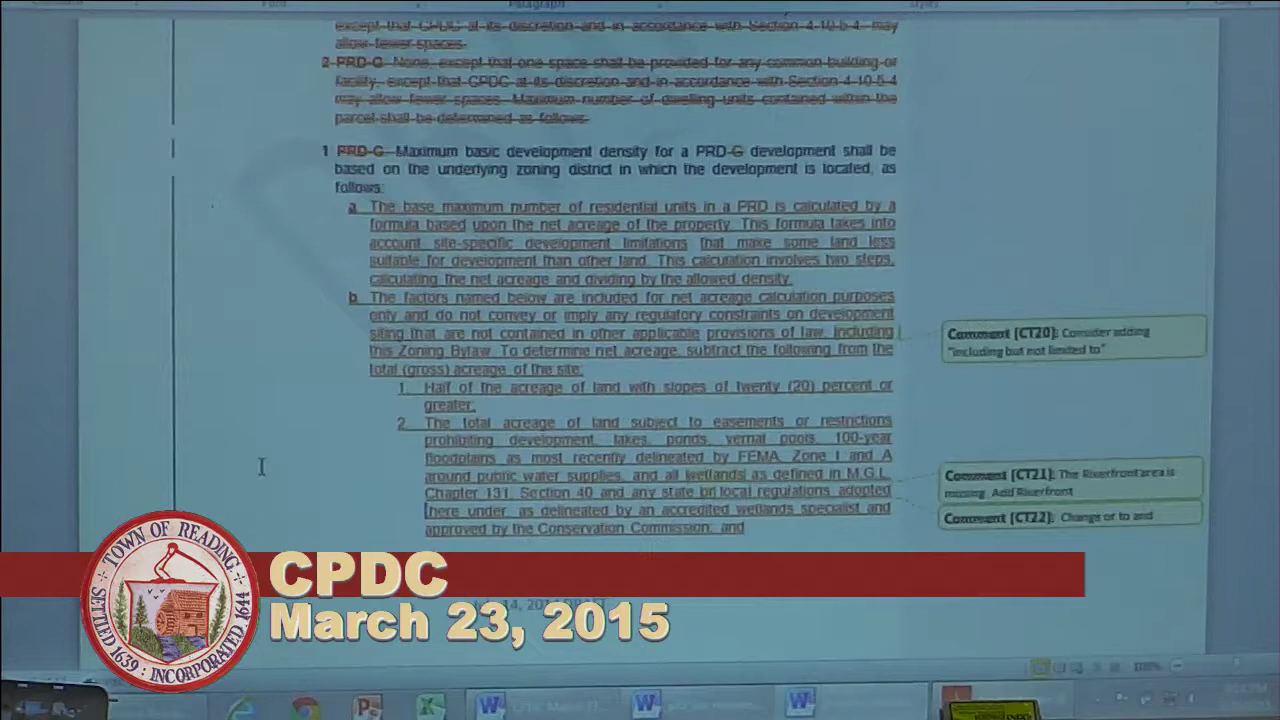 Paragraph
except that CPDC at its discretion and in accordance with Section 4-10-5-4 may
allow fewer spaces.
2 PRD-G None, except that one space shall be provided for any common building or
facility, except that CPDC at its discretion and in accordance with Section 4-10-5-4
may allow fewer spaces. Maximum number of dwelling units contained within the
parcel shall be determined as follows.
1 PRD-G Maximum basic development density for a PRD-G development shall be
based on the underlying zoning district in which the development is located, as
follows:
a. The base maximum number of residential units in a PRD is calculated by a
formula based upon the net acreage of the property. This formula takes into
account site-specific development limitations that make some land less
suitable for development than other land. This calculation involves two steps,
calculating the net acreage and dividing by the allowed density.
b. The factors named below are included for net acreage calculation purposes
only and do not convey or imply any regulatory constraints on development
siting that are not contained in other applicable provisions of law, including
this Zoning Bylaw. To determine net acreage, subtract the following from the
total (gross) acreage of the site:
1. Half of the acreage of land with slopes of twenty (20) percent or
greater;
2. The total acreage of land subject to easements or restrictions
prohibiting development, lakes, ponds, vernal pools, 100-year
floodplains as most recently delineated by FEMA, Zone I and A
around public water supplies, and all wetlands as defined in M.G.L.
Chapter 131, Section 40 and any state or local regulations adopted
here under, as delineated by an accredited wetlands specialist and
approved by the Conservation Commission; and
Comment [CT20]: Consider adding
"including but not limited to"
Comment [CT21]: The Riverfront area is
missing. Add Riverfront
Comment [CT22]: Change or to and
TOWN OF READING
SETTLED 1639 : INCORPORATED 1644
CPDC
March 23, 2015
100%